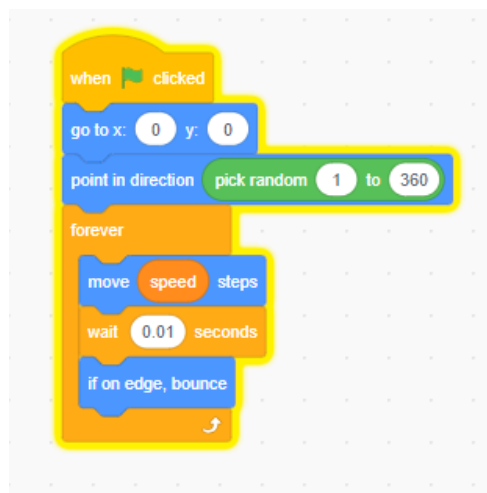 when clicked
go to x: 0 y: 0
point in direction pick random 1 to 360
forever
move speed steps
wait 0.01 seconds
if on edge, bounce